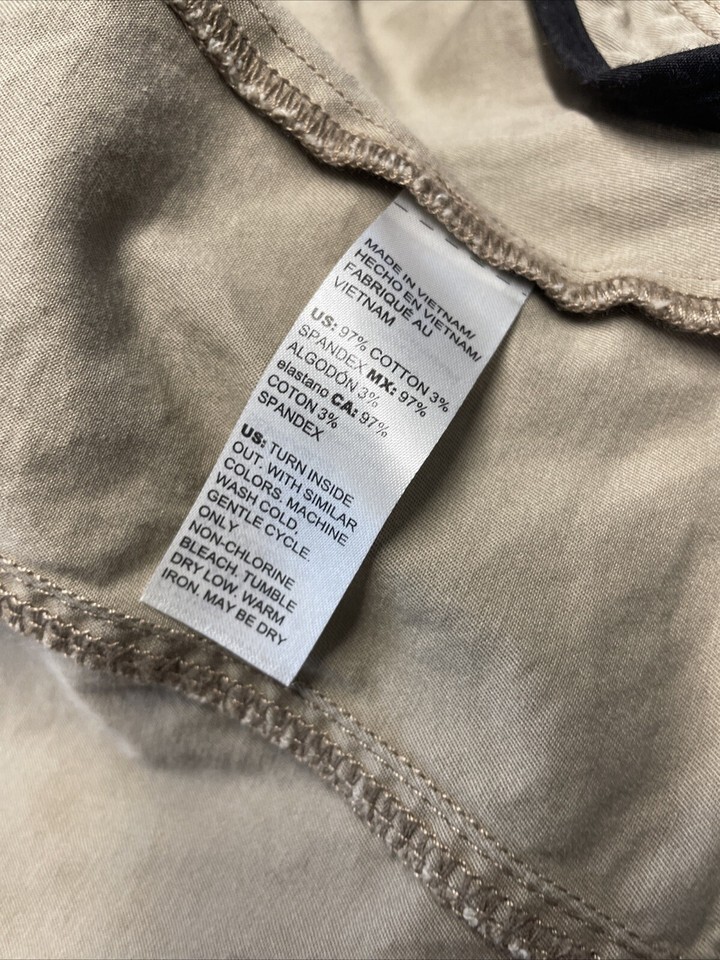 MADE IN VIETNAM/
HECHO EN VIETNAM/
FABRIQUÉ AU
VIETNAM
US: 97% COTTON 3%
SPANDEX MX: 97%
ALGODÓN 3%
elastano CA: 97%
COTON 3%
SPANDEX
US: TURN INSIDE
OUT. WITH SIMILAR
COLORS. MACHINE
WASH COLD,
GENTLE CYCLE.
ONLY
NON-CHLORINE
BLEACH. TUMBLE
DRY LOW. WARM
IRON. MAY BE DRY